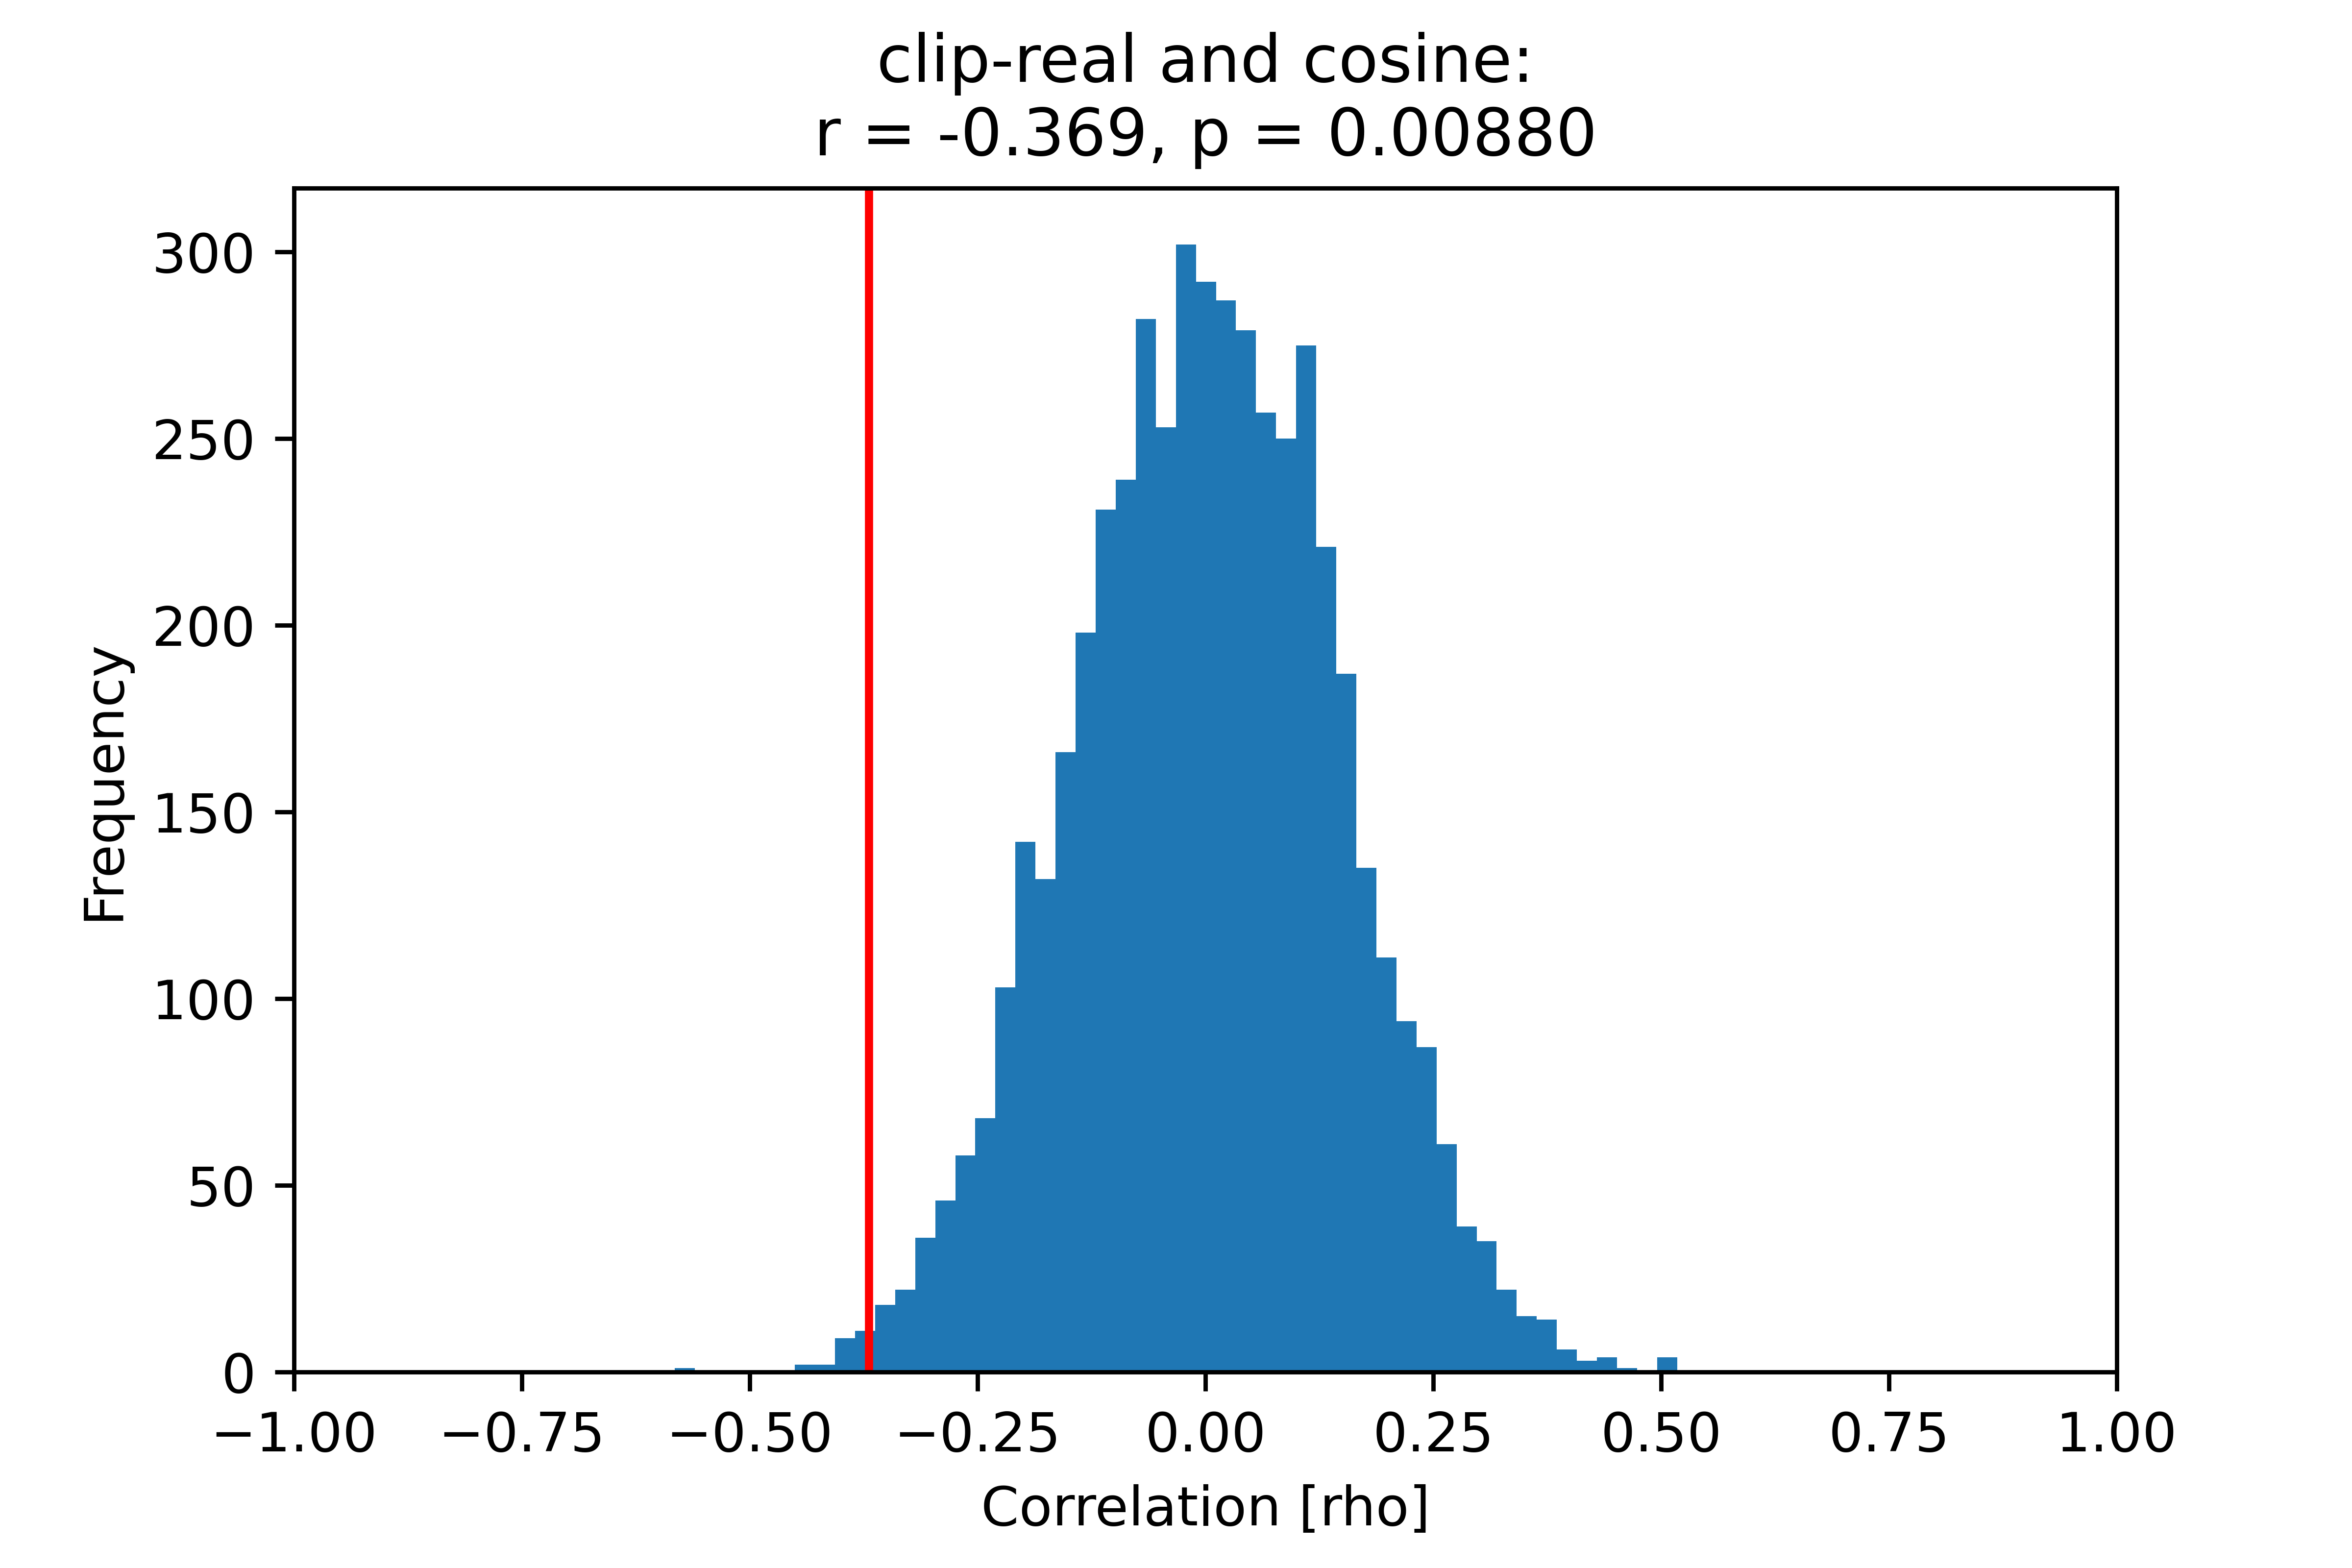 clip-real and cosine:
r = -0.369, p = 0.00880
300
250
200
150
100
50
0
Frequency
−1.00 −0.75 −0.50 −0.25 0.00 0.25 0.50 0.75 1.00
Correlation [rho]